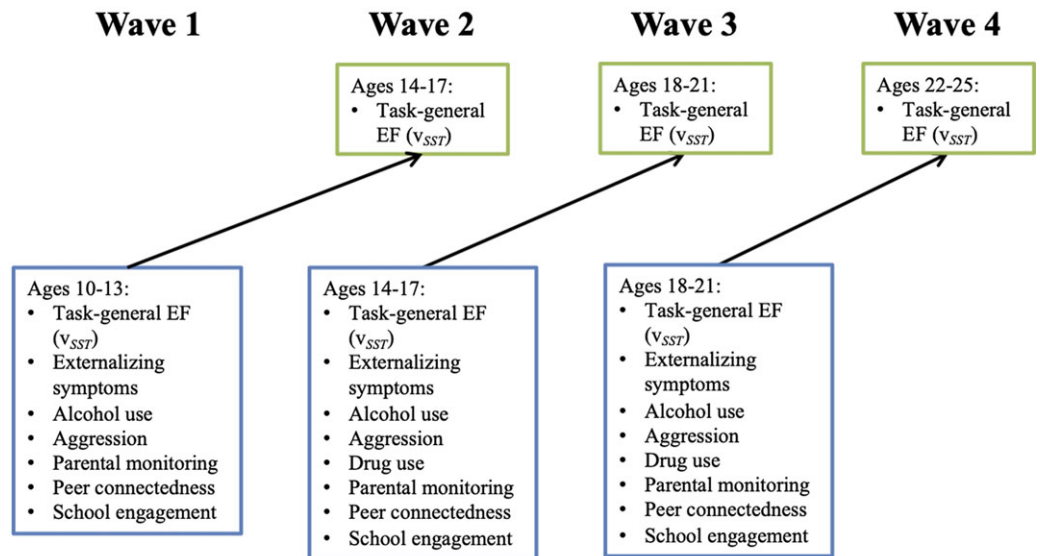 Wave 1
Wave 2
Wave 3
Wave 4
Ages 14-17:
• Task-general
EF (vSST)
Ages 18-21:
• Task-general
EF (vSST)
Ages 22-25:
• Task-general
EF (vSST)
Ages 10-13:
• Task-general EF
(vSST)
• Externalizing
symptoms
• Alcohol use
• Aggression
• Parental monitoring
• Peer connectedness
• School engagement
Ages 14-17:
• Task-general EF
(vSST)
• Externalizing
symptoms
• Alcohol use
• Aggression
• Drug use
• Parental monitoring
• Peer connectedness
• School engagement
Ages 18-21:
• Task-general EF
(vSST)
• Externalizing
symptoms
• Alcohol use
• Aggression
• Drug use
• Parental monitoring
• Peer connectedness
• School engagement